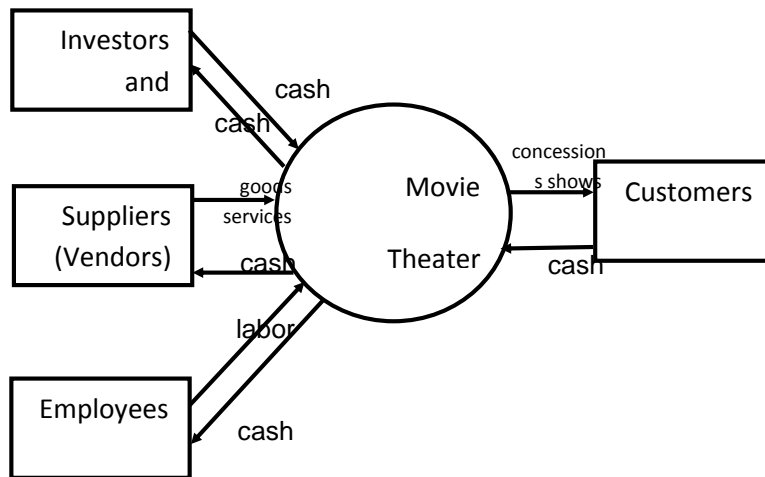 Investors
and
cash
cash
goods
services
Suppliers
(Vendors)
cash
Movie
Theater
concession
s shows
Customers
cash
labor
Employees
cash